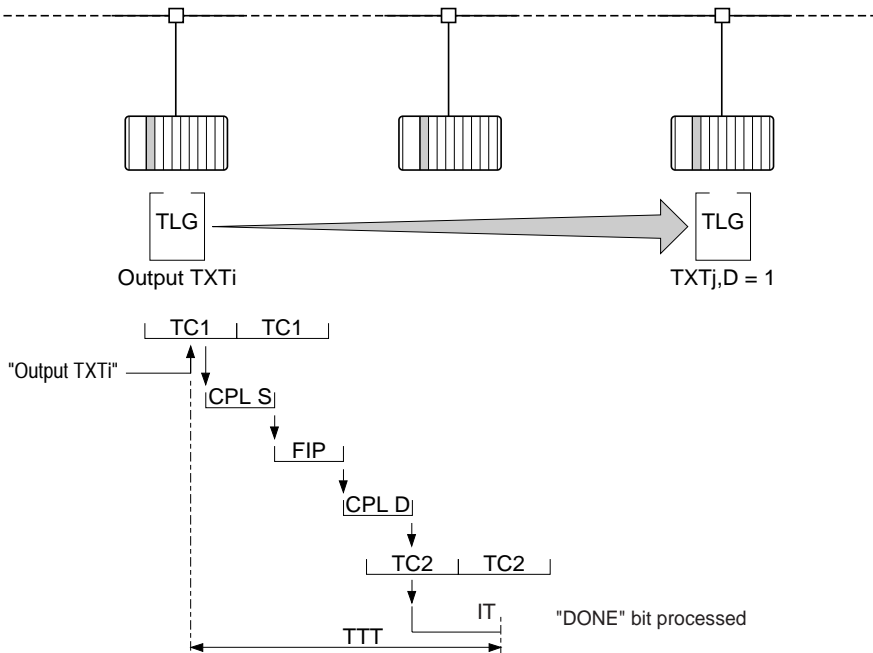 TLG TLG
Output TXTi TXTj,D = 1
TC1 TC1
"Output TXTi"
CPL S
FIP
CPL D
TC2 TC2
IT "DONE" bit processed
TTT